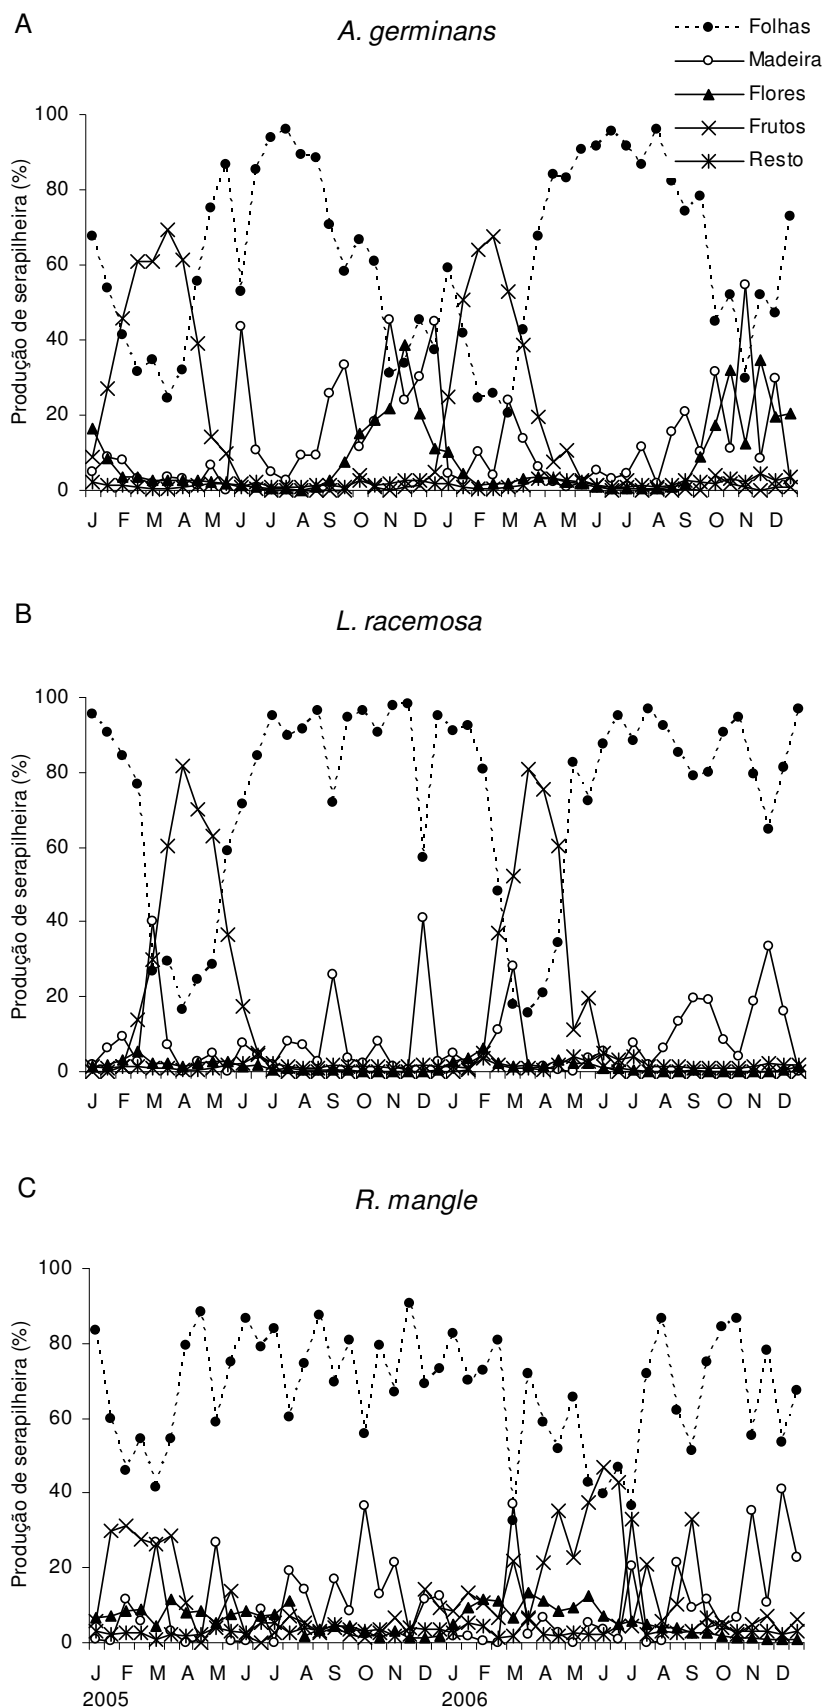 A
A. germinans
Folhas
Madeira
Flores
Frutos
Resto
Produção de serapilheira (%)
100
80
60
40
20
0
J F M A M J J A S O N D J F M A M J J A S O N D
B
L. racemosa
Produção de serapilheira (%)
100
80
60
40
20
0
J F M A M J J A S O N D J F M A M J J A S O N D
C
R. mangle
Produção de serapilheira (%)
100
80
60
40
20
0
J F M A M J J A S O N D J F M A M J J A S O N D
2005 2006